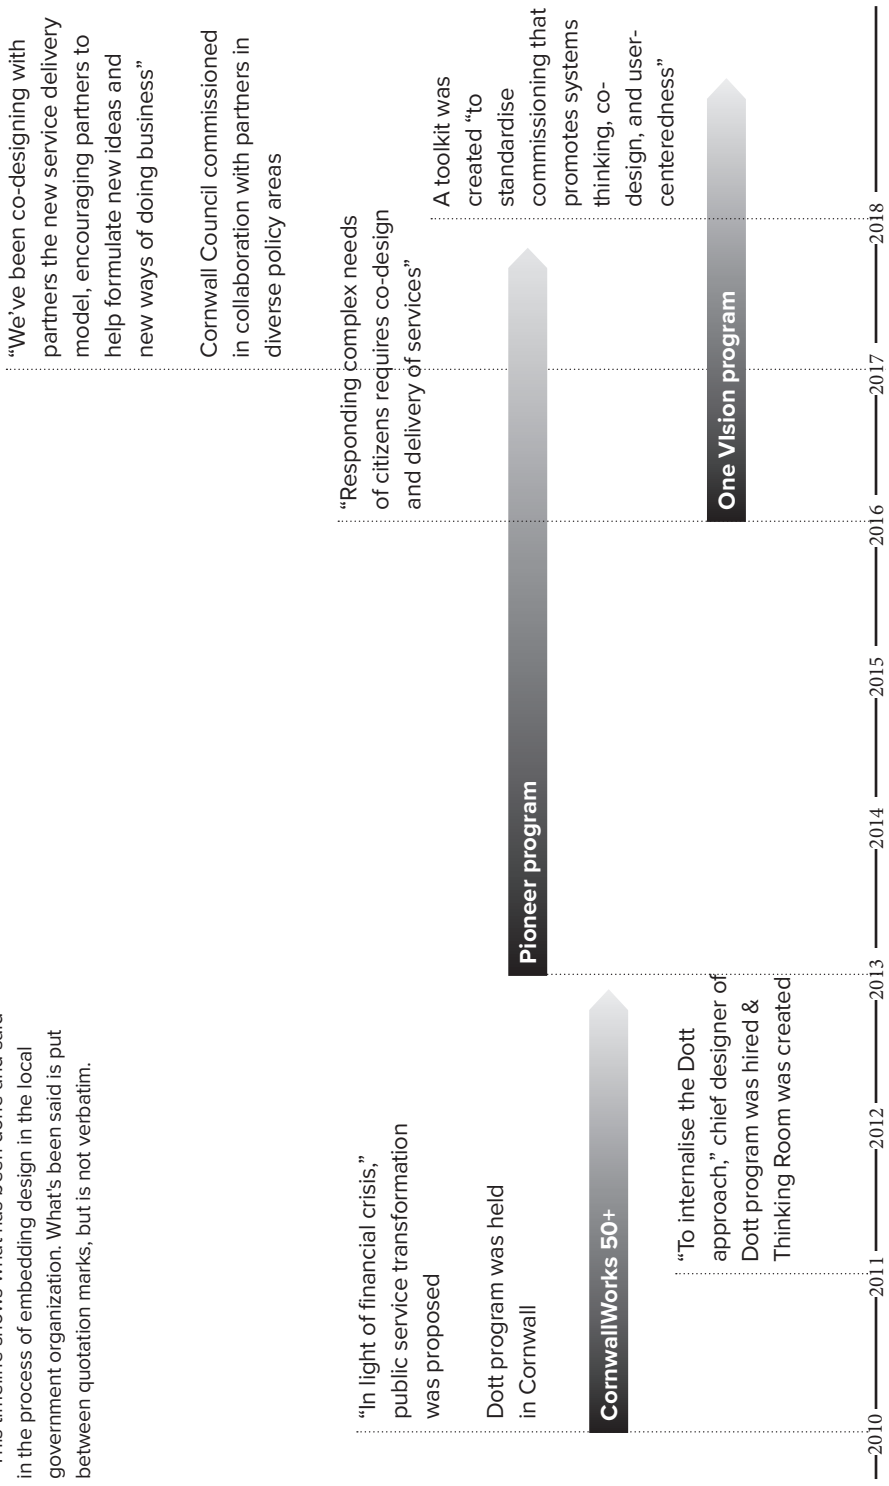 in the process of embedding design in the local
government organization. What's been said is put
between quotation marks, but is not verbatim.
“In light of financial crisis,”
public service transformation
was proposed
Dott program was held
in Cornwall
CornwallWorks 50+
“To internalise the Dott
approach,” chief designer of
Dott program was hired &
Thinking Room was created
Pioneer program
“Responding complex needs
of citizens requires co-design
and delivery of services”
One VIsion program
“We’ve been co-designing with
partners the new service delivery
model, encouraging partners to
help formulate new ideas and
new ways of doing business”
Cornwall Council commissioned
in collaboration with partners in
diverse policy areas
A toolkit was
created “to
standardise
commissioning that
promotes systems
thinking, co-
design, and user-
centeredness”
2010
2011
2012
2013
2014
2015
2016
2017
2018